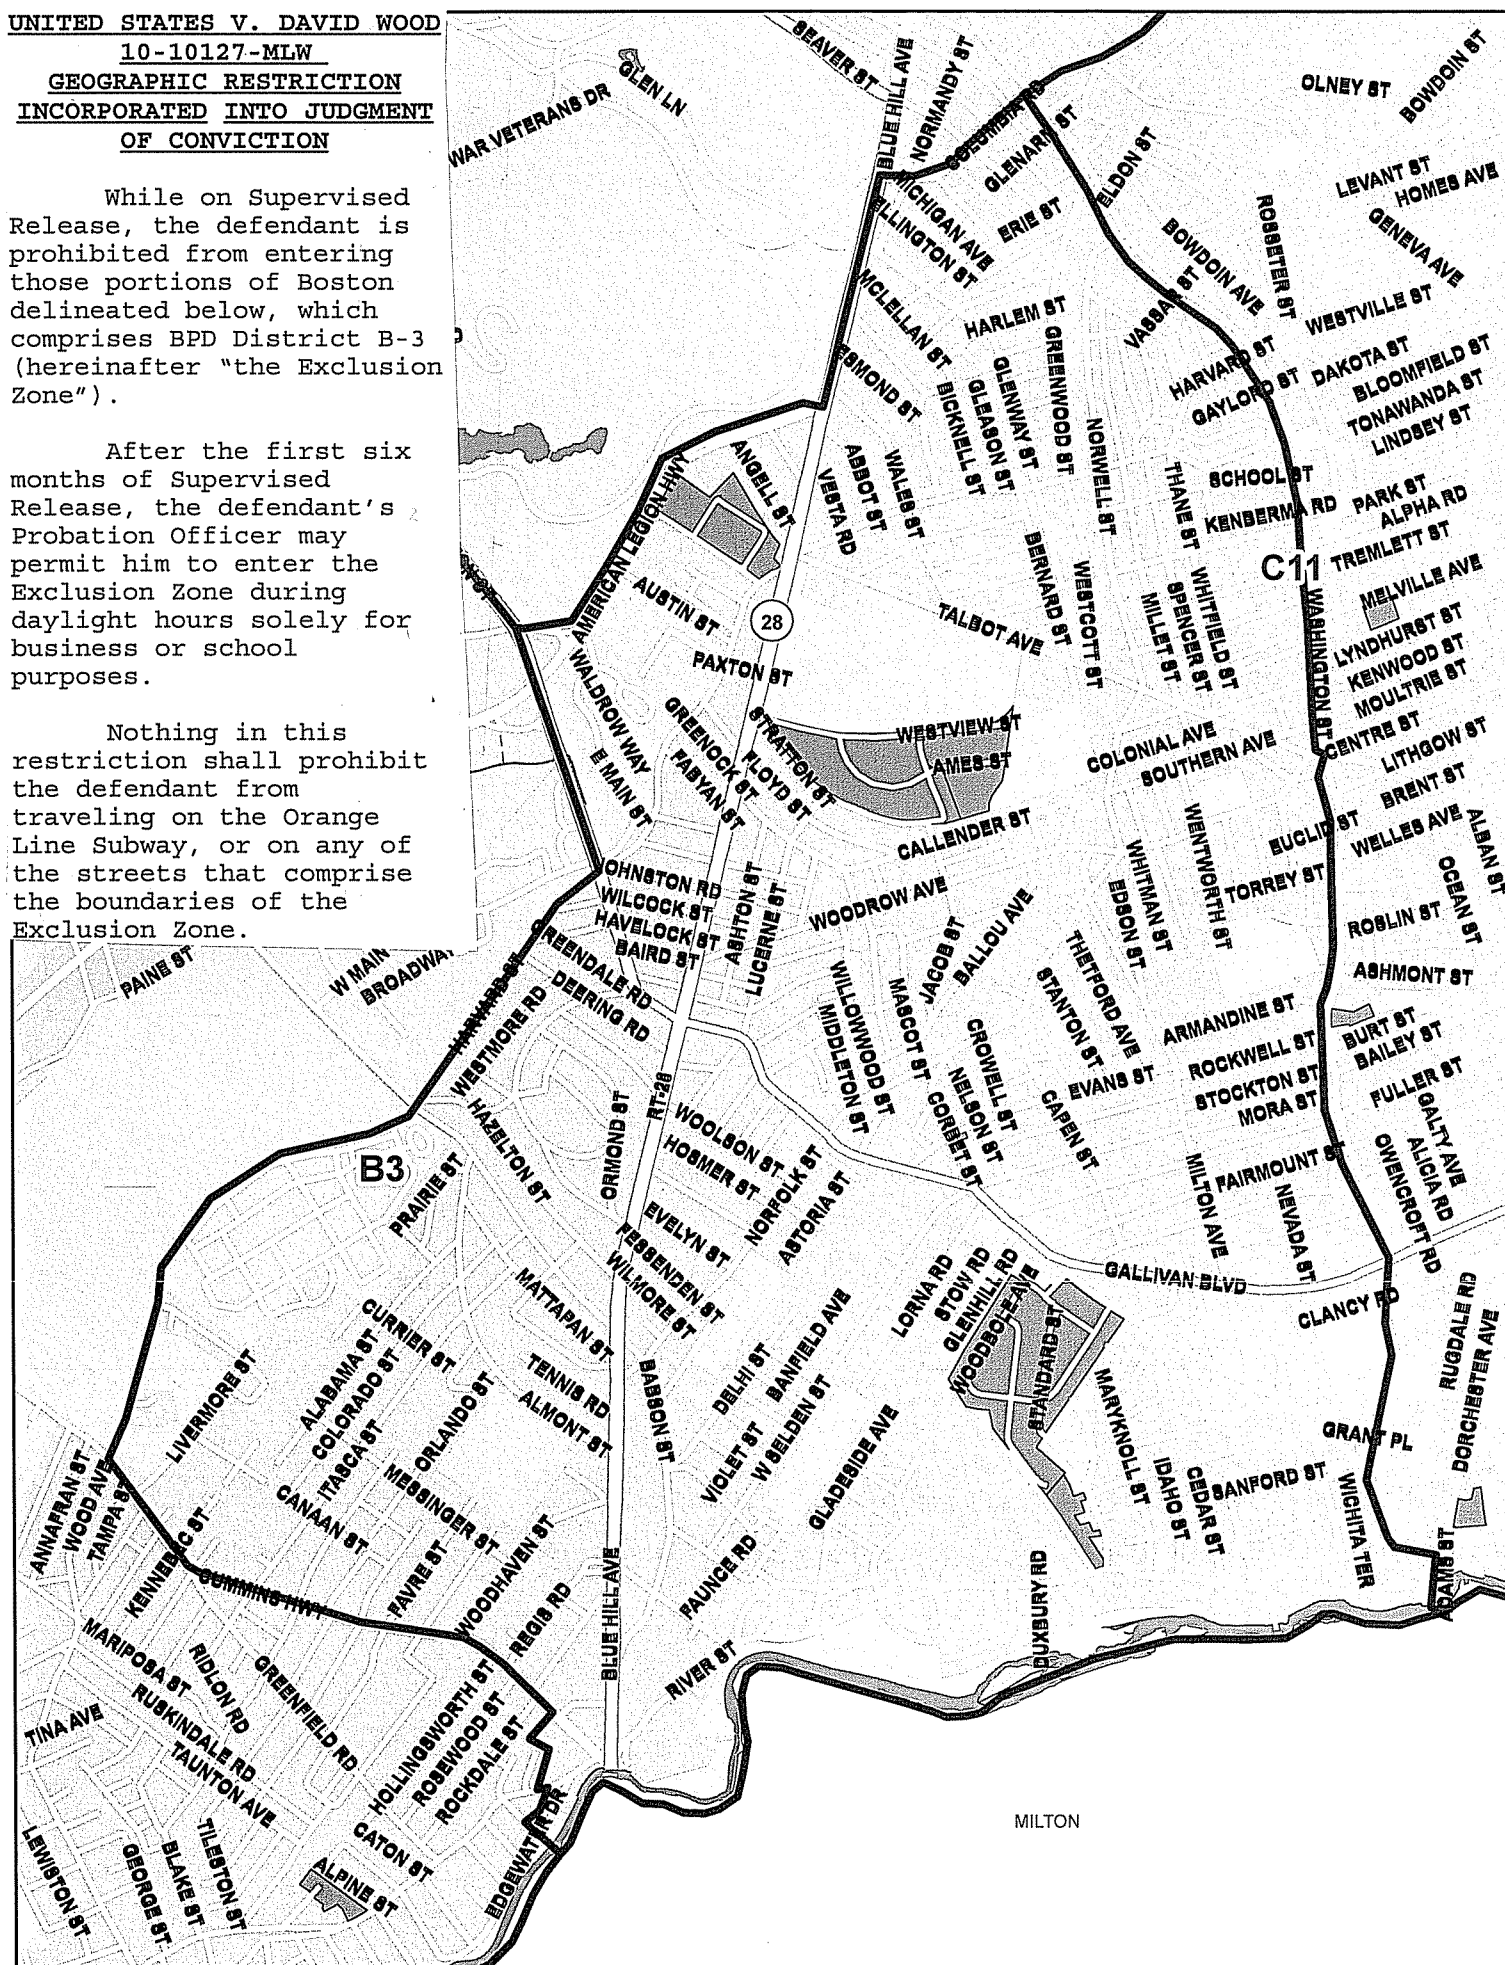 UNITED STATES V. DAVID WOOD
10-10127-MLW
GEOGRAPHIC RESTRICTION
INCORPORATED INTO JUDGMENT
OF CONVICTION
While on Supervised
Release, the defendant is
prohibited from entering
those portions of Boston
delineated below, which
comprises BPD District B-3
(hereinafter "the Exclusion
Zone").
After the first six
months of Supervised
Release, the defendant's
Probation Officer may
permit him to enter the
Exclusion Zone during
daylight hours solely for
business or school
purposes.
Nothing in this
restriction shall prohibit
the defendant from
traveling on the Orange
Line Subway, or on any of
the streets that comprise
the boundaries of the
Exclusion Zone.
SEAVER ST
BLUE HILL AVE
NORMANDY ST
COLUMBIA RD
GLEN LN
WAR VETERANS DR
OLNEY ST
BOWDOIN ST
GLENARM ST
ELDON ST
LEVANT ST
HOMES AVE
MICHIGAN AVE
ELLINGTON ST
ERIE ST
BOWDOIN AVE
ROSSETER ST
GENEVA AVE
VASSAR ST
WESTVILLE ST
MCLELLAN ST
HARLEM ST
GREENWOOD ST
HARVARD ST
DAKOTA ST
BLOOMFIELD ST
ESMOND ST
BICKNELL ST
GLEASON ST
GLENWAY ST
GAYLORD ST
TONAWANDA ST
LINDSEY ST
NORWELL ST
ANGELL ST
VESTA RD
ABBOT ST
WALES ST
THANE ST
SCHOOL ST
KENBERMA RD
PARK ST
ALPHA RD
AMERICAN LEGION HWY
TREMLETT ST
C11
MELVILLE AVE
BERNARD ST
WESTCOTT ST
MILLET ST
SPENCER ST
WHITFIELD ST
WASHINGTON ST
AUSTIN ST
28
TALBOT AVE
LYNDHURST ST
KENWOOD ST
MOULTRIE ST
PAXTON ST
WALDROW WAY
E MAIN ST
GREENOCK ST
FABYAN ST
FLOYD ST
STRATTON ST
WESTVIEW ST
AMES ST
COLONIAL AVE
SOUTHERN AVE
CENTRE ST
LITHGOW ST
BRENT ST
CALLENDER ST
EUCLID ST
WELLES AVE
ALBAN ST
OCEAN ST
JOHNSTON RD
WILCOCK ST
HAVELOCK ST
BAIRD ST
ASHTON ST
LUCERNE ST
WOODROW AVE
WHITMAN ST
EDSON ST
WENTWORTH ST
TORREY ST
ROSLIN ST
ASHMONT ST
PAINE ST
W MAIN
BROADWAY
HARVARD ST
GREENDALE RD
DEERING RD
WESTMORE RD
JACOB ST
BALLOU AVE
THETFORD AVE
STANTON ST
WILLOWWOOD ST
MIDDLETON ST
MASCOT ST
CROWELL ST
NELSON ST
CORBET ST
EVANS ST
CAPEN ST
ARMANDINE ST
ROCKWELL ST
STOCKTON ST
MORA ST
BURT ST
BAILEY ST
FULLER ST
GALTY AVE
ALICIA RD
OWENCROFT RD
RT-28
HAZELTON ST
ORMOND ST
WOOLSON ST
HOSMER ST
NORFOLK ST
ASTORIA ST
B3
PRAIRIE ST
EVELYN ST
FESSENDEN ST
WILMORE ST
MILTON AVE
FAIRMOUNT ST
NEVADA ST
GALLIVAN BLVD
CLANCY RD
LORNA RD
STOW RD
GLENHILL RD
WOODBOLE AVE
STANDARD ST
RUGDALE RD
DORCHESTER AVE
MATTAPAN ST
CURRIER ST
ALABAMA ST
COLORADO ST
ITASCA ST
LIVERMORE ST
TENNIS RD
ALMONT ST
ORLANDO ST
BABSON ST
DELHI ST
BANFIELD AVE
VIOLET ST
W SELDEN ST
GLADESIDE AVE
MARYKNOLL ST
IDAHO ST
CEDAR ST
SANFORD ST
GRANT PL
WICHITA TER
ADAMS ST
ANNAFRAN ST
WOOD AVE
TAMPA ST
KENNEBEC ST
CANAAN ST
MESSINGER ST
FAVRE ST
WOODHAVEN ST
CUMMINS HWY
REGIS RD
BLUE HILL AVE
FAUNCE RD
RIVER ST
DUXBURY RD
MARIPOSA ST
RIDLON RD
GREENFIELD RD
TINA AVE
RUSKINDALE RD
TAUNTON AVE
HOLLINGSWORTH ST
ROSEWOOD ST
ROCKDALE ST
EDGEWATER DR
MILTON
LEWISTON ST
GEORGE ST
BLAKE ST
TILESTON ST
CATON ST
ALPINE ST